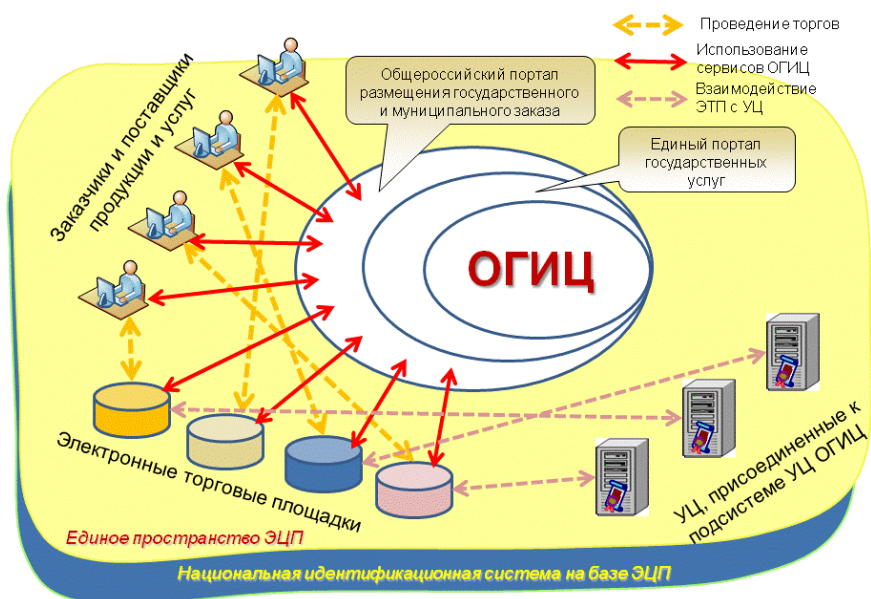 Проведение торгов
Использование
сервисов ОГИЦ
Взаимодействие
ЭТП с УЦ
Общероссийский портал
размещения государственного
и муниципального заказа
Единый портал
государственных
услуг
Заказчики и поставщики
продукции и услуг
ОГИЦ
Электронные торговые площадки
УЦ, присоединенные к
подсистеме УЦ ОГИЦ
Единое пространство ЭЦП
Национальная идентификационная система на базе ЭЦП